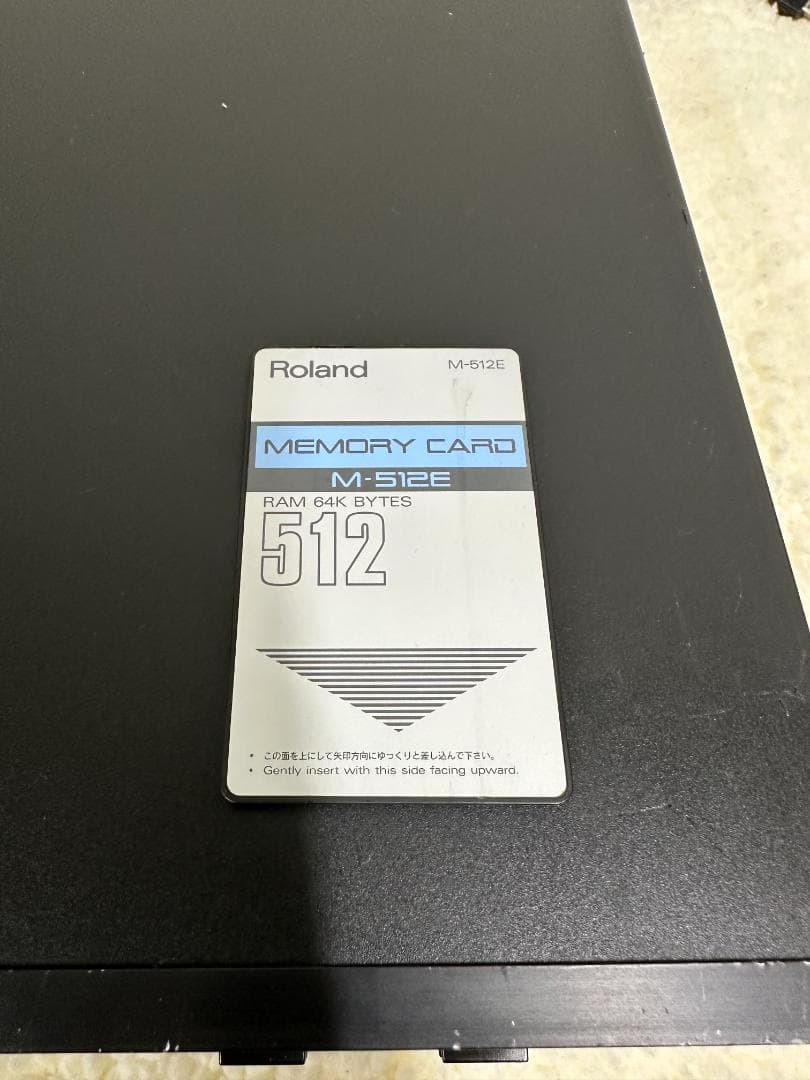 Roland
M-512E
MEMORY CARD
M-512E
RAM 64K BYTES
512
• この面を上にして矢印方向にゆっくりと差し込んで下さい。
• Gently insert with this side facing upward.